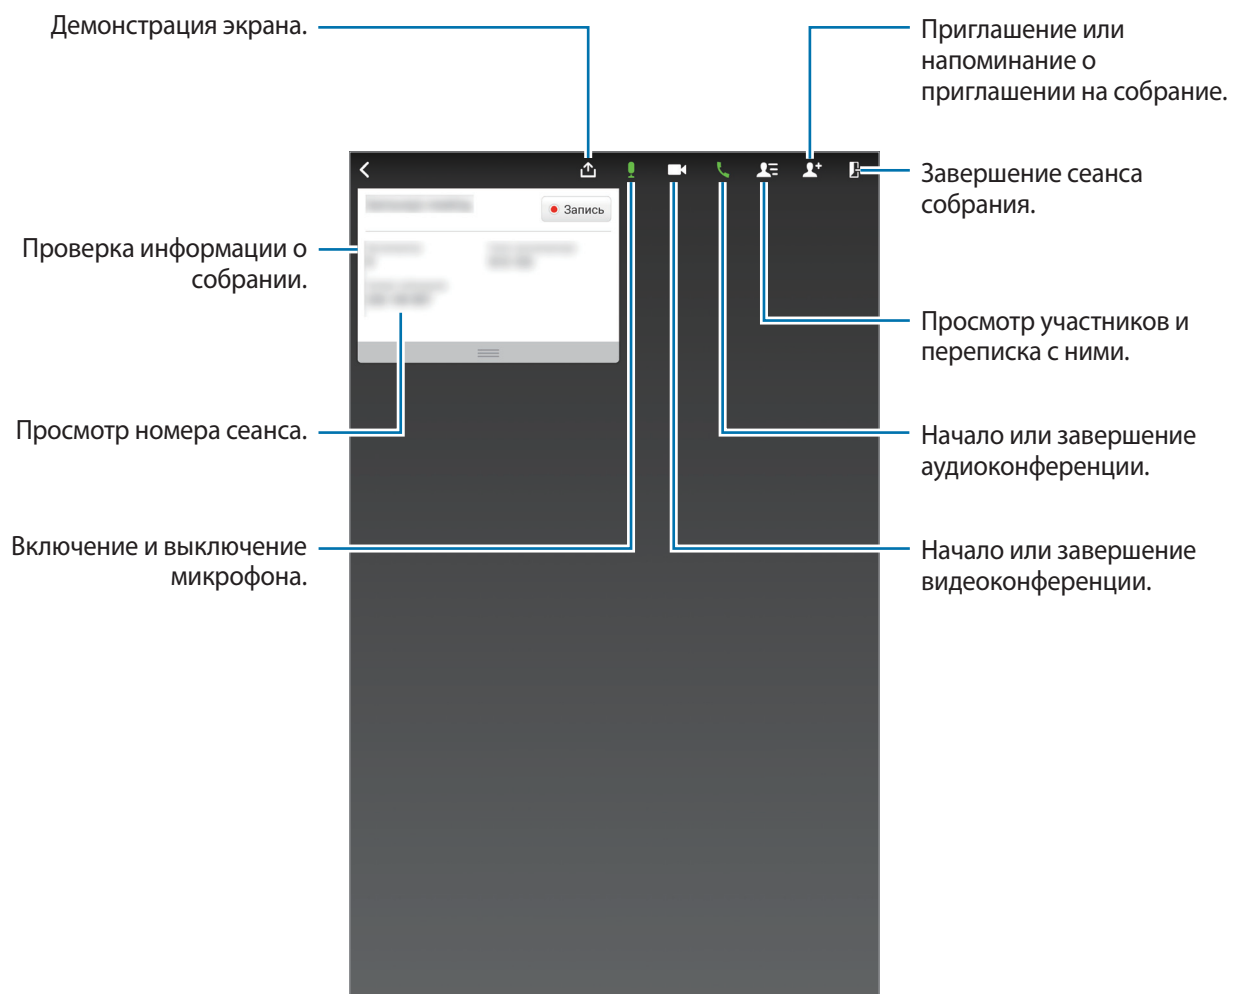 Демонстрация экрана.
Приглашение или
напоминание о
приглашении на собрание.
Завершение сеанса
собрания.
Запись
Проверка информации о
собрании.
Просмотр участников и
переписка с ними.
Просмотр номера сеанса.
Начало или завершение
аудиоконференции.
Включение и выключение
микрофона.
Начало или завершение
видеоконференции.